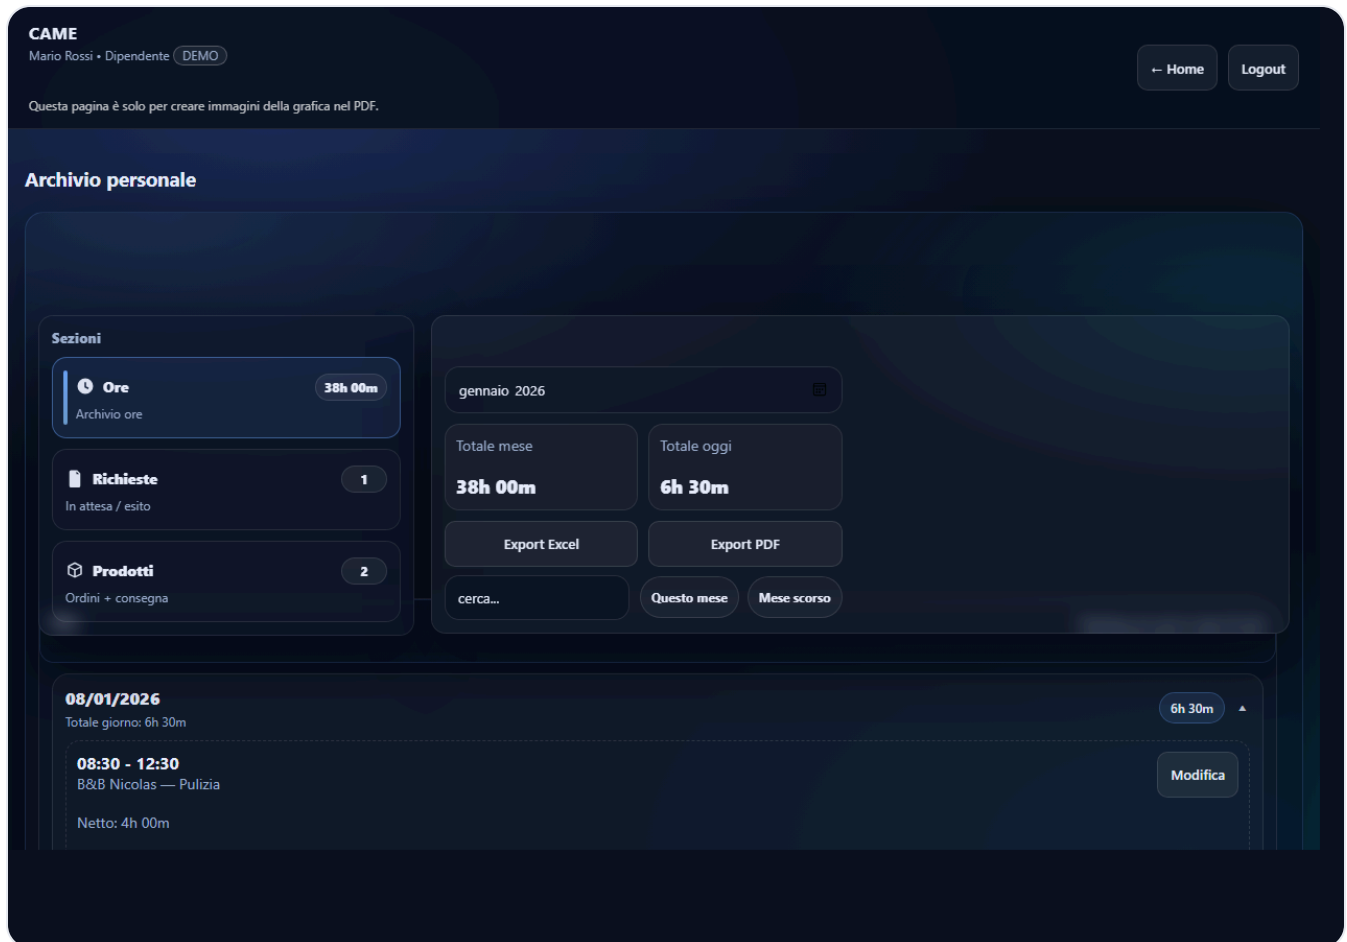 CAME
Mario Rossi • Dipendente DEMO
← Home
Logout
Questa pagina è solo per creare immagini della grafica nel PDF.
Archivio personale
Sezioni
Ore
38h 00m
Archivio ore
Richieste
1
In attesa / esito
Prodotti
2
Ordini + consegna
gennaio 2026
Totale mese
38h 00m
Totale oggi
6h 30m
Export Excel
Export PDF
cerca...
Questo mese
Mese scorso
08/01/2026
Totale giorno: 6h 30m
6h 30m
08:30 - 12:30
B&B Nicolas — Pulizia
Modifica
Netto: 4h 00m